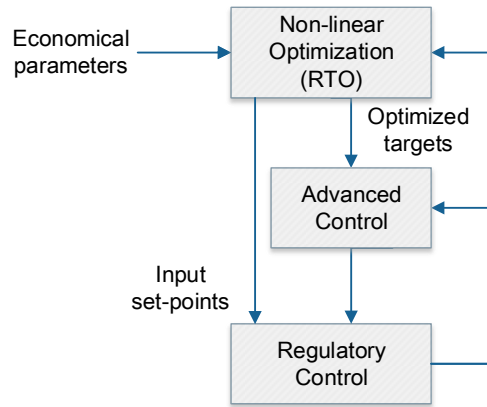 Economical
parameters
Non-linear
Optimization
(RTO)
Optimized
targets
Advanced
Control
Input
set-points
Regulatory
Control